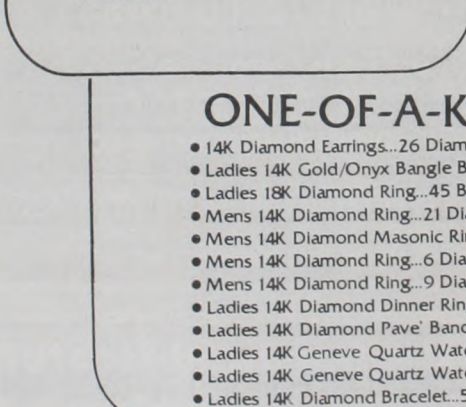 ONE-OF-A-K
• 14K Diamond Earrings...26 Diam
• Ladies 14K Gold/Onyx Bangle B
• Ladies 18K Diamond Ring...45 B
• Mens 14K Diamond Ring...21 Di
• Mens 14K Diamond Masonic Ri
• Mens 14K Diamond Ring...6 Dia
• Mens 14K Diamond Ring...9 Dia
• Ladies 14K Diamond Dinner Rin
• Ladies 14K Diamond Pave' Banc
• Ladies 14K Geneve Quartz Wate
• Ladies 14K Geneve Quartz Wate
• Ladies 14K Diamond Bracelet...5